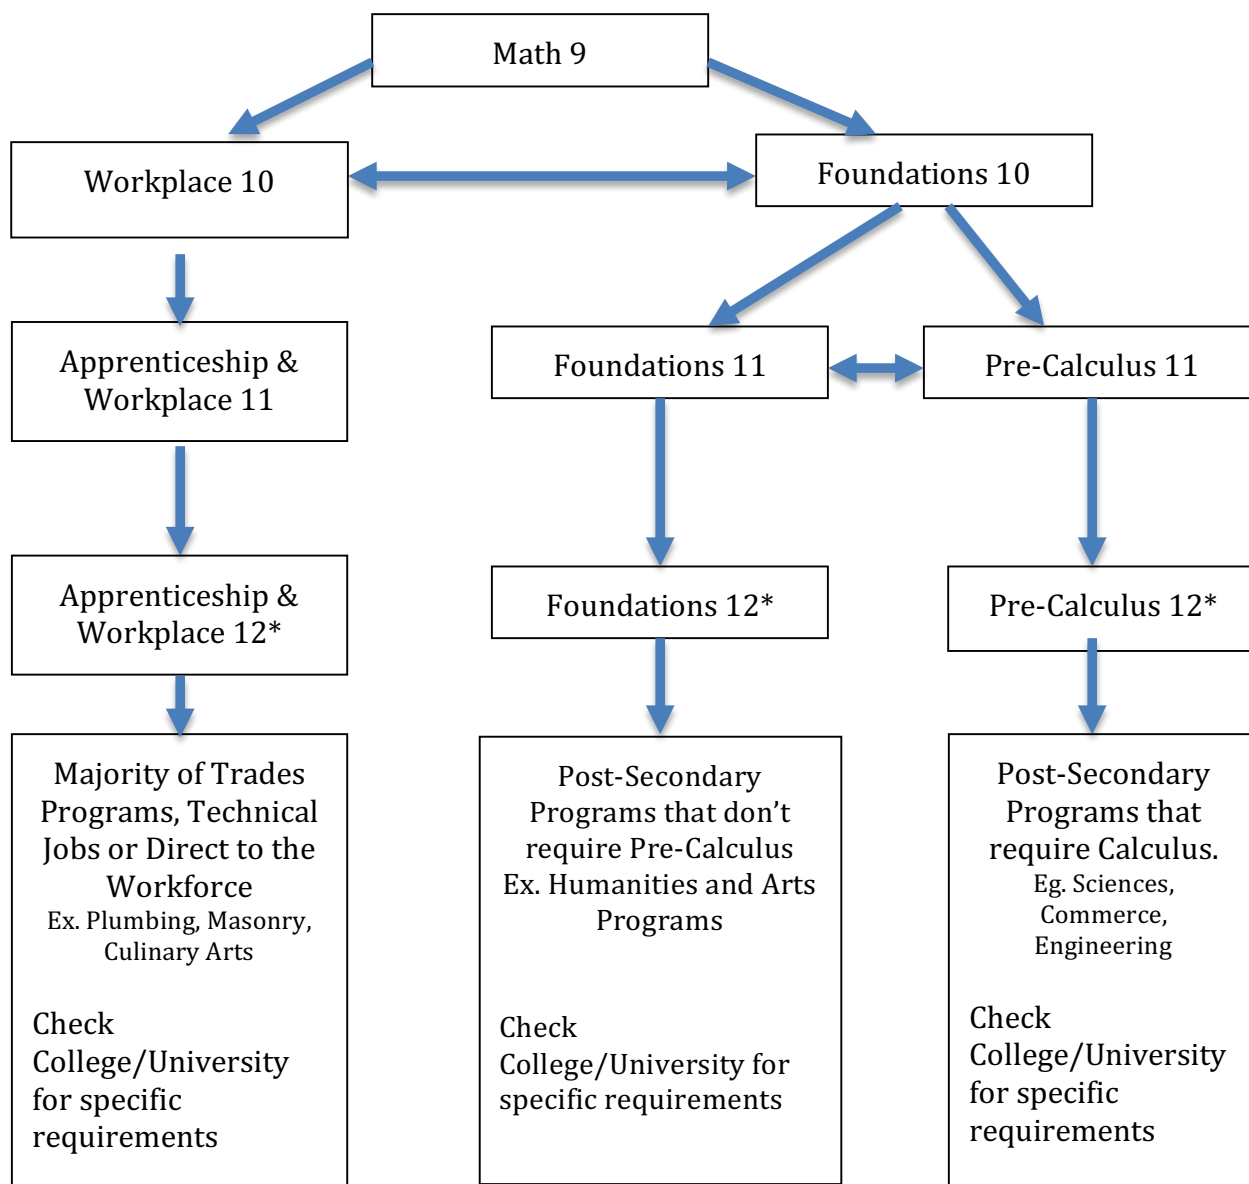 Math 9
Workplace 10
Foundations 10
Apprenticeship &
Workplace 11
Foundations 11
Pre-Calculus 11
Apprenticeship &
Workplace 12*
Foundations 12*
Pre-Calculus 12*
Majority of Trades
Programs, Technical
Jobs or Direct to the
Workforce
Ex. Plumbing, Masonry,
Culinary Arts
Check
College/University
for specific
requirements
Post-Secondary
Programs that don’t
require Pre-Calculus
Ex. Humanities and Arts
Programs
Check
College/University for
specific requirements
Post-Secondary
Programs that
require Calculus.
Eg. Sciences,
Commerce,
Engineering
Check
College/University
for specific
requirements